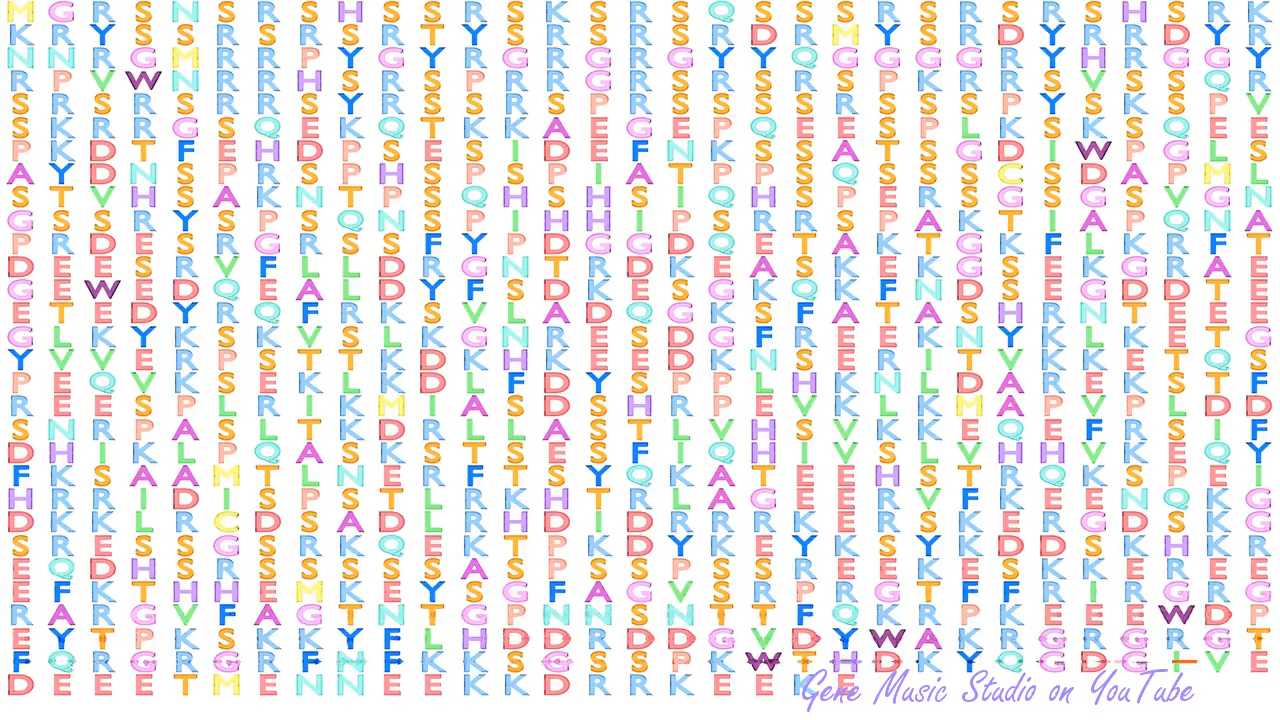 M G R S N S R S H S S R S K S R S Q S S S R S R S R S H S R K
K R Y S S R S R S R T Y S R S R S R D R M Y S R D Y R R D Y R
N N R G M R R P Y G Y R G R G R G Y Y Q G G G G R Y H R G R Y
R P V W N R R H S R S P R R G R R P R S R P K R R S V R S Q R
S R S R S R R S Y R S S R S P R S S S S S S S S P Y S K S P V
S K R R G S Q E K Q T K K A E G E P Q E E S P L K S K S Q E E
P K D T F E H D P S E S I D E F N K S S A T S G D I W P G L S
A Y D N S S R S P H S P S P I A T P P S Q S S S C S D A P M L
S T V H S A K N T P S Q H S H S I Q S S P E R S G S G S V G N
G S S R Y S P S Q N S P I H H I P S H R S P A K T I A P Q N A
P R D E S R G R S S F Y P D G G D Q E T A K T G K F L K R F T
D E E S R V F L L D R G N T R D K S A S K E K G S E K G R A E
G E W E D Q E A L D Y F S D K E S G K Q K F N D S E G D D T E
E T E D Y R Q F R K S V L A D Q G K S F A T A K H R N T E E E
G L K Y K S K V S K K G N R E S D K F S E E K N Y K L K E T G
Y V V E R P S T T K D K H K E E D K N S E R I T V K K E T Q S
P E Q V K S E K L K D L F D Y S P P L H K N L D A R E K S T F
R E E S P L R I K M I A S D S H R P E V K L K M A P V P L D D
S N R P A S L T K D R L L A S T L V H S V K K E Q E F R S I F
D H I K L P Q A K K S T S E S F L Q H I V K L V H H V K E Q Y
F K S A A M T L N E R F T S Y R K A T E E H S T R Q K S P E I
H R R I D I S P S T L R K H T R L A G E E R V F R K E N Q K G
D K K L R C D S A D L R H D I D R R R K E R S K E R G D S K G
S R E S S G S R K Q E K T P K D Y R E Y K S Y K D D S K H K R
E Q D H S R S S S S S A S P S S P S S R E E E E E K K E R R E
E F K T H H E M K E Y S G F A G V K R P R G T F F R I E G K K
R A R G V F A G T N T G P N N S N T T F Q K R P K R E E W D P
E Y T P K S K K Y F L H D D R D D G V D Y W A K R G R G R G T
F Q R G R G R F N F K K S G S S P K W T H D K Y Q G D G I V E
D E E E T M E N N E E K K D R R K E E K E
Gene Music Studio on YouTube